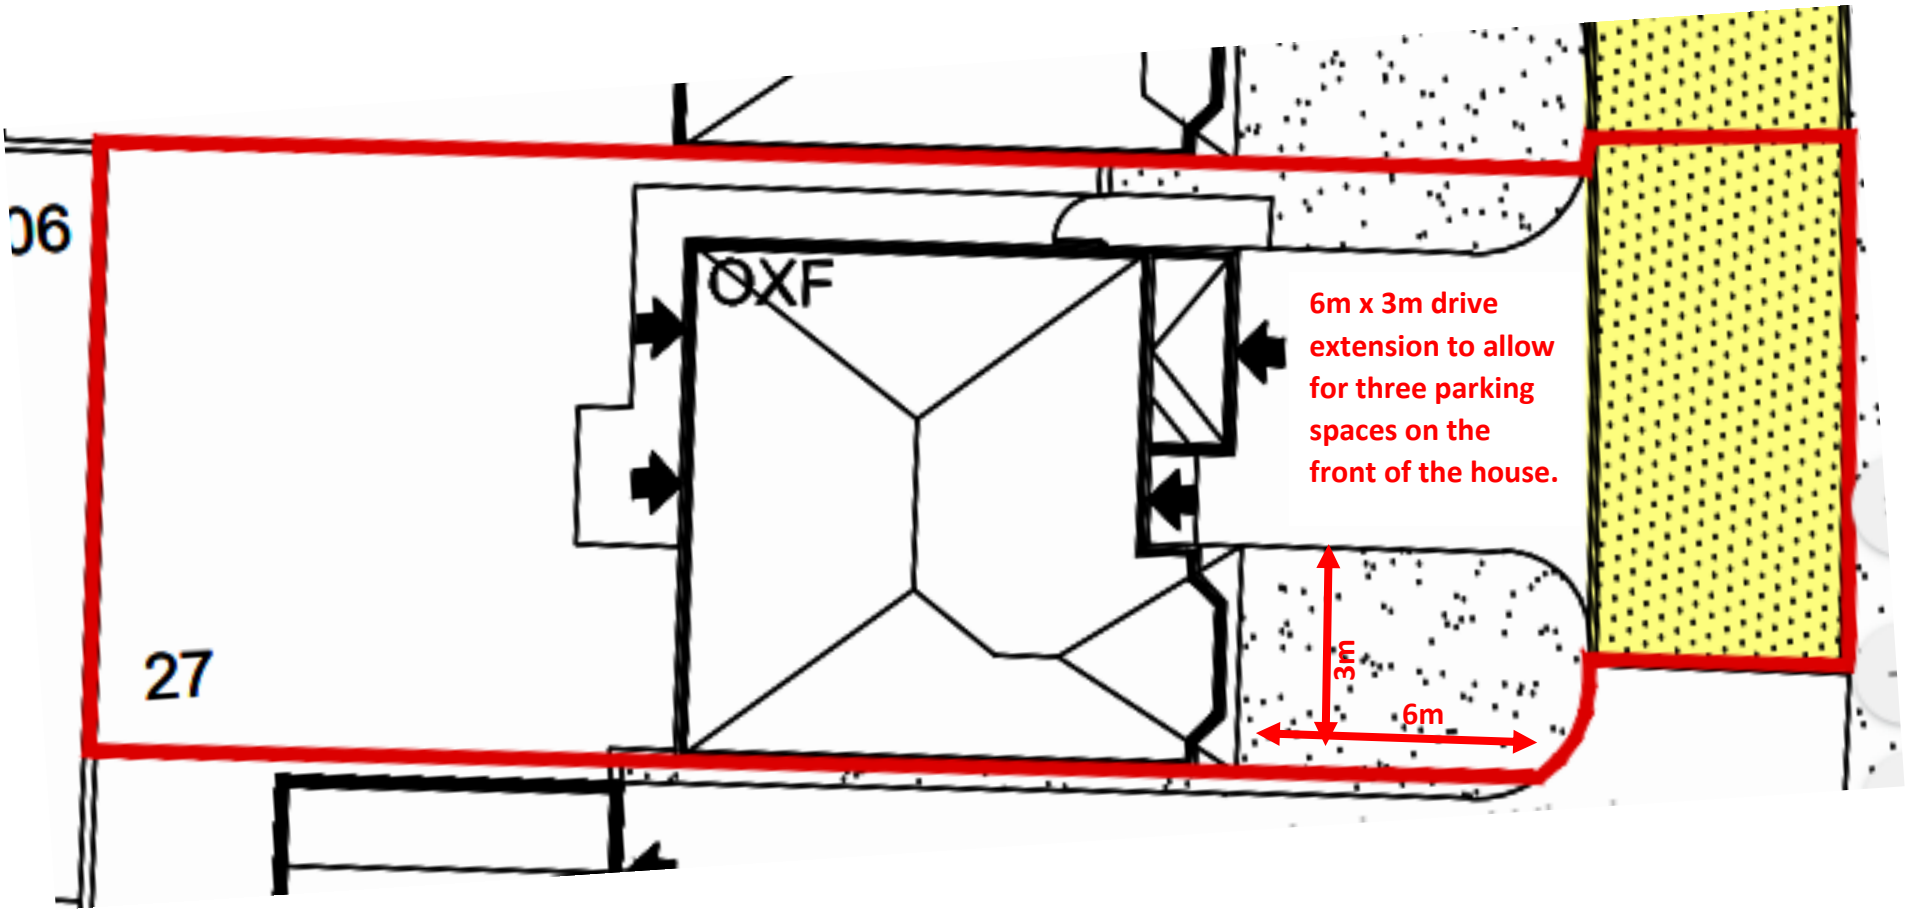 06
OXF
6m x 3m drive
extension to allow
for three parking
spaces on the
front of the house.
27
3m
6m